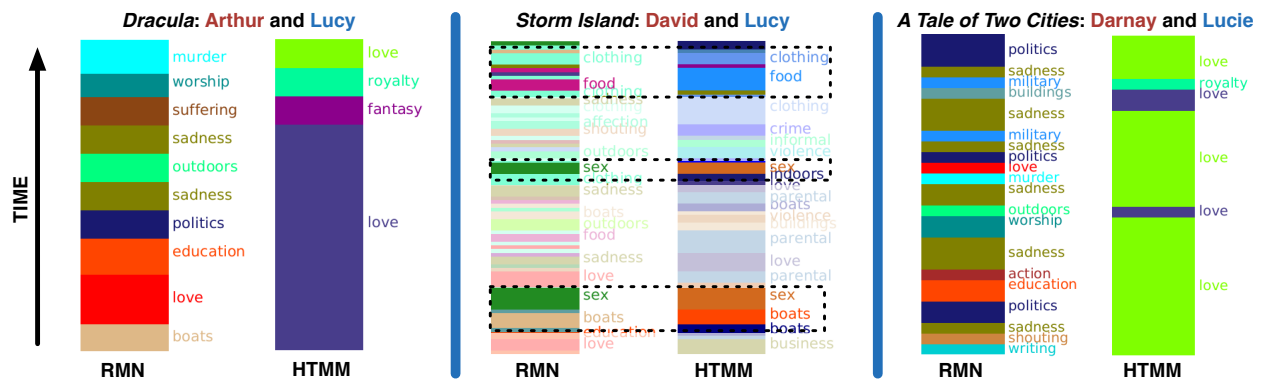 Dracula: Arthur and Lucy
murder
worship
suffering
sadness
outdoors
sadness
politics
education
love
boats
love
royalty
fantasy
love
TIME
RMN
HTMM
Storm Island: David and Lucy
clothing
food
clothing
sadness
affection
shouting
outdoors
sex
clothing
sadness
boats
outdoors
food
sadness
love
sex
boats
education
love
clothing
food
clothing
crime
informal
violence
sex
indoors
love
parental
boats
violence
buildings
parental
love
parental
sex
boats
boats
business
RMN
HTMM
A Tale of Two Cities: Darnay and Lucie
politics
sadness
military
buildings
sadness
military
sadness
politics
love
murder
sadness
outdoors
worship
sadness
action
education
politics
sadness
shouting
writing
love
royalty
love
love
love
love
RMN
HTMM